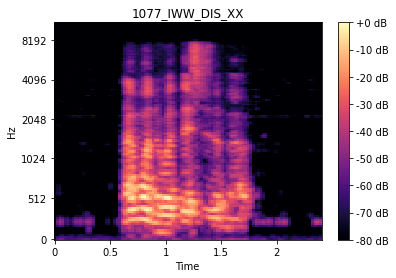 1077_IWW_DIS_XX
+0 dB
8192
-10 dB
4096
-20 dB
-30 dB
2048
Hz
-40 dB
1024
-50 dB
512
-60 dB
-70 dB
0
-80 dB
0 0.5 1 1.5 2
Time